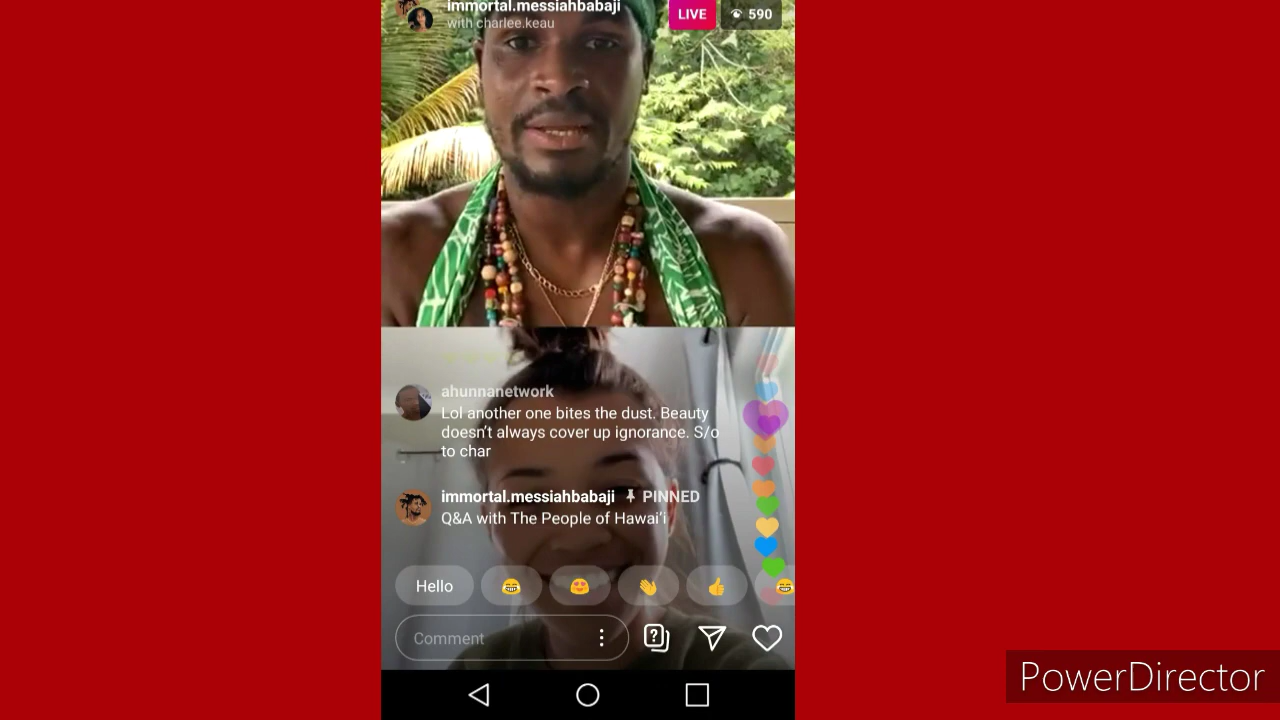 immortal.messiahbabaji
with charlee.keau
LIVE
590
ahunnanetwork
Lol another one bites the dust. Beauty
doesn't always cover up ignorance. S/o
to char
immortal.messiahbabaji PINNED
Q&A with The People of Hawai'i
Hello
Comment
PowerDirector